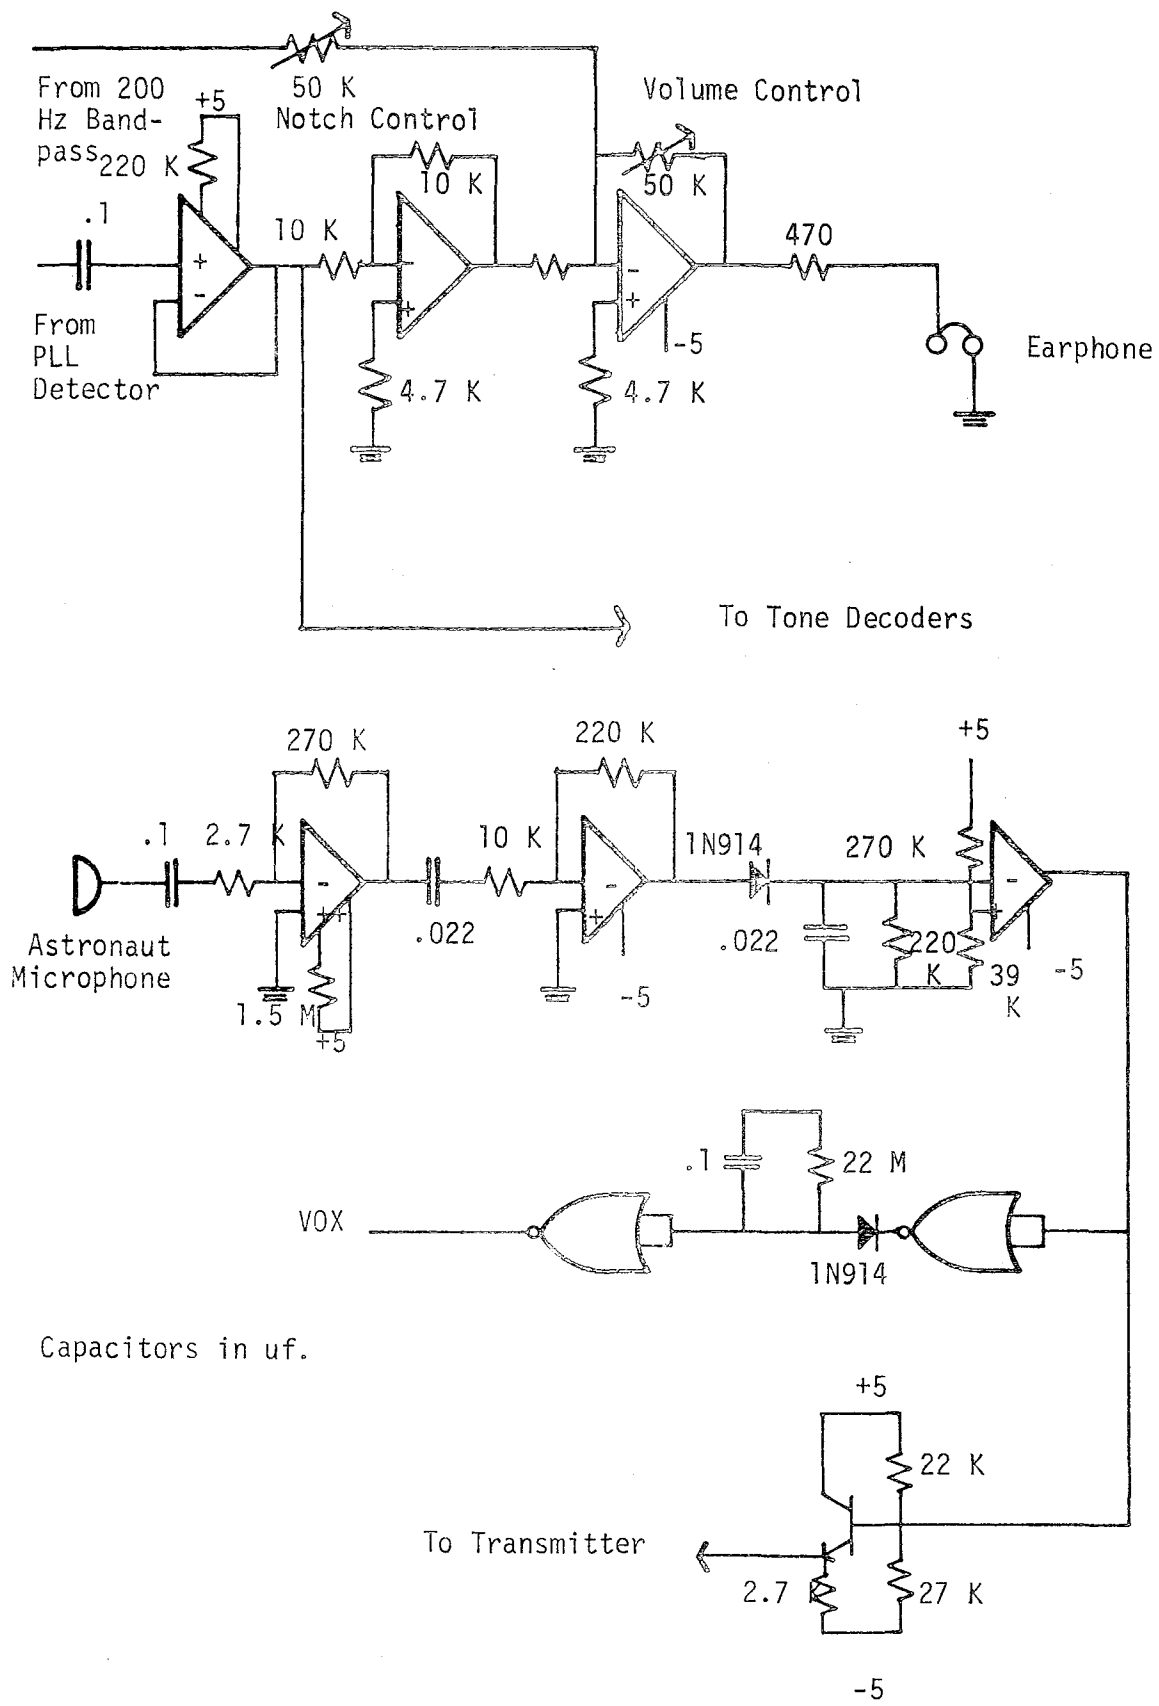 From 200
Hz Band-
pass
+5
220 K
50 K
Notch Control
Volume Control
10 K
50 K
.1
10 K
470
+
-
-
+
-
+
-5
From
PLL
Detector
4.7 K
4.7 K
Earphone
To Tone Decoders
270 K
220 K
+5
.1
2.7 K
10 K
1N914
270 K
-
+
+
-
+
-
+
Astronaut
Microphone
.022
.022
220
K
39
K
-5
1.5 M
+5
-5
.1
22 M
VOX
1N914
Capacitors in uf.
+5
22 K
To Transmitter
2.7 K
27 K
-5